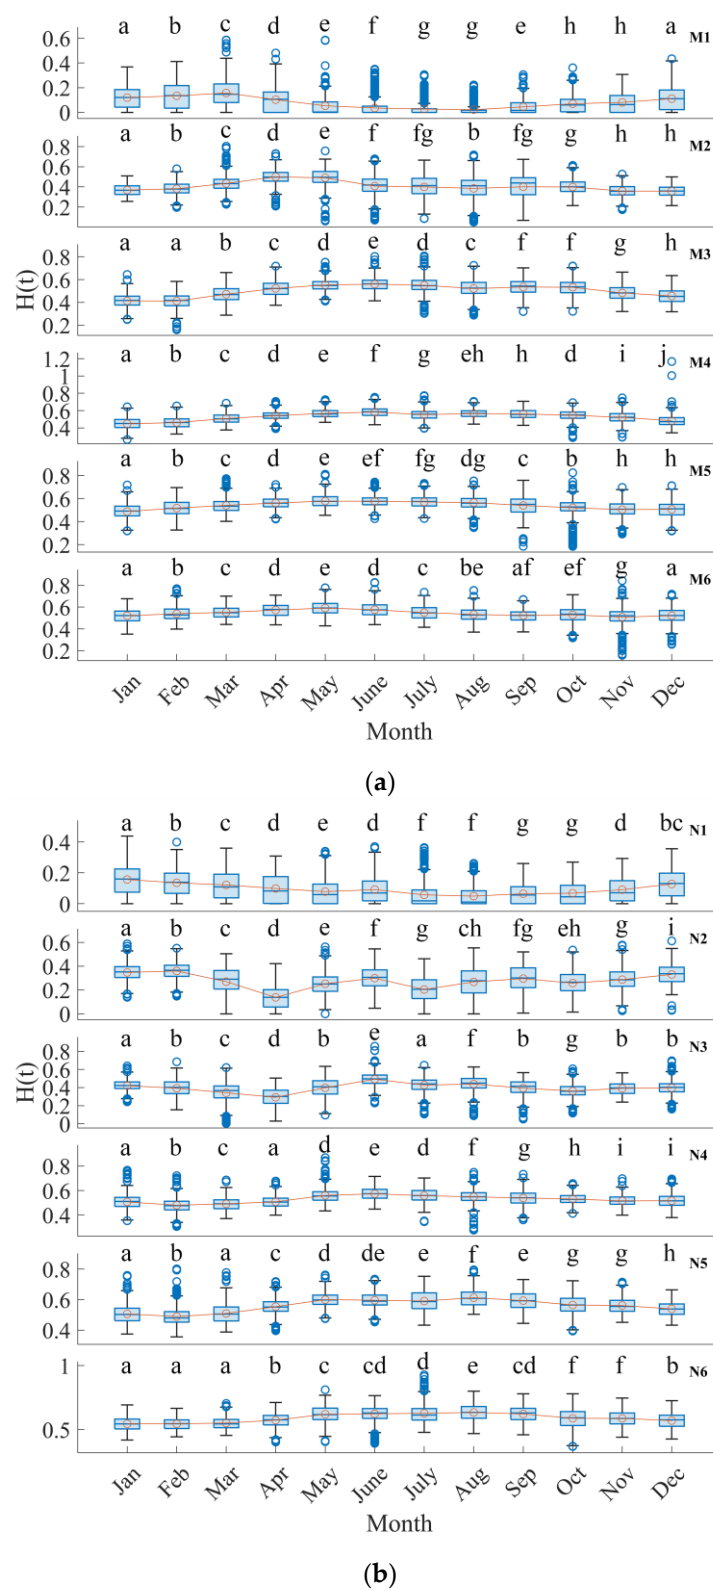 a b c d e f g g e h h a M1
0.6
0.4
0.2
0
a b c d e f fg b fg g h h M2
0.8
0.6
0.4
0.2
0
a a b c d e d c f f g h M3
0.8
0.6
0.4
0.2
H(t)
a b c d e f g eh h d i j M4
1.2
1
0.8
0.6
0.4
a b c d e ef fg dg c b h h M5
0.8
0.6
0.4
0.2
a b c d e d c be af ef g a M6
0.8
0.6
0.4
0.2
Jan Feb Mar Apr May June July Aug Sep Oct Nov Dec
Month
(a)
a b c d e d f f g g d bc N1
0.4
0.2
0
a b c d e f g ch fg eh g i N2
0.6
0.4
0.2
0
a b c d b e a f b g b b N3
0.8
0.6
0.4
0.2
0
H(t)
a b c a d e d f g h i i N4
0.8
0.6
0.4
a b a c d de e f e g g h N5
0.8
0.6
0.4
a a a b c cd d e cd f f b N6
1
0.5
Jan Feb Mar Apr May June July Aug Sep Oct Nov Dec
Month
(b)